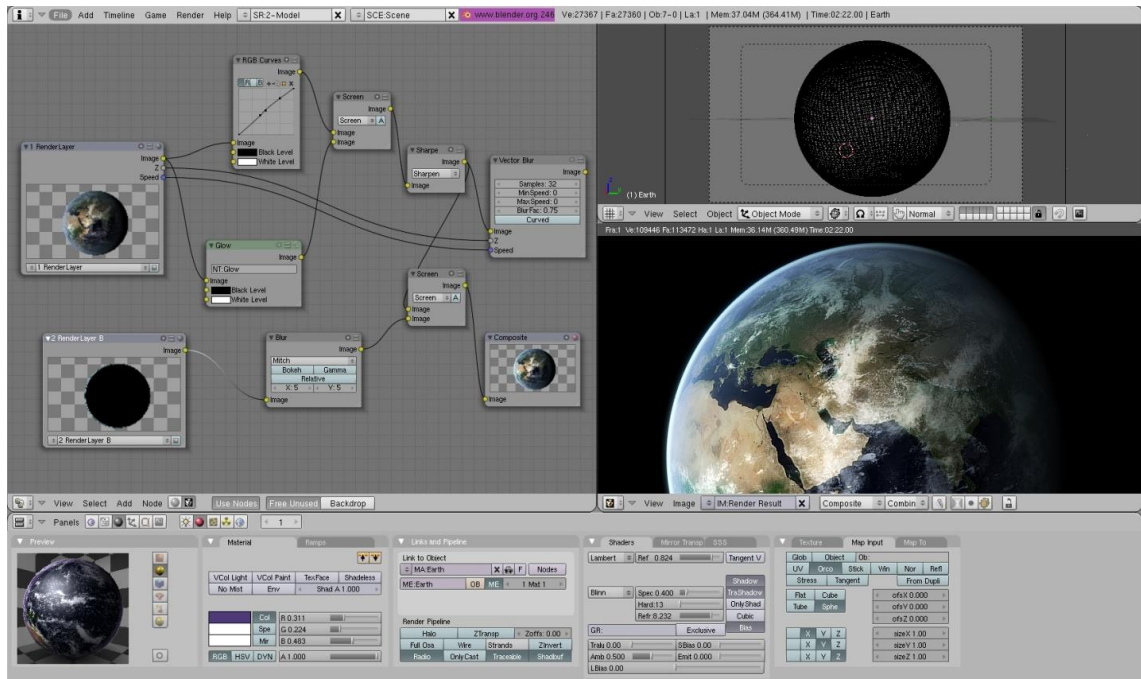 File Add Timeline Game Render Help SR:2-Model X SCE:Scene X www.blender.org 246 Ve:27367 | Fa:27360 | Ob:7-0 | La:1 | Mem:37.04M (364.41M) | Time:02:22.00 | Earth
RGB Curves
Image
Image
Black Level
White Level
Screen
Image
Screen A
Image
Image
1 RenderLayer
Image
Z
Speed
1 RenderLayer
Sharpe
Image
Sharpen
Image
Vector Blur
Image
Samples: 32
MinSpeed: 0
MaxSpeed: 0
BlurFac: 0.75
Curved
Image
Z
Speed
Glow
Image
NT:Glow
Image
Black Level
White Level
Screen
Image
Screen A
Image
Image
2 RenderLayer B
Image
2 RenderLayer B
Blur
Image
Mitch
Bokeh Gamma
Relative
X: 5 Y: 5
Image
Composite
Image
View Select Add Node Use Nodes Free Unused Backdrop
(1) Earth
View Select Object Object Mode Normal
Fra:1 Ve:109446 Fa:113472 Ha:1 La:1 Mem:36.14M (360.49M) Time:02:22.00
View Image IM:Render Result X Composite Combin
Panels 1
Preview
Material Ramps
VCol Light VCol Paint TexFace Shadeless
No Mist Env Shad A 1.000
Col R 0.311
Spe G 0.224
Mir B 0.483
RGB HSV DYN A 1.000
Links and Pipeline
Link to Object
MA:Earth X F Nodes
ME:Earth OB ME 1 Mat 1
Render Pipeline
Halo ZTransp Zoffs: 0.00
Full Osa Wire Strands ZInvert
Radio OnlyCast Traceable Shadbuf
Shaders Mirror Transp SSS
Lambert Ref 0.824 Tangent V
Shadow
Blinn Spec 0.400 TraShadow
Hard:13 OnlyShad
Refr:8.232 Cubic
GR: Exclusive Bias
Tralu 0.00 SBias 0.00
Amb 0.500 Emit 0.000
LBias 0.00
Texture Map Input Map To
Glob Object Ob:
UV Orco Stick Win Nor Refl
Stress Tangent From Dupli
Flat Cube ofsX 0.000
Tube Sphe ofsY 0.000
ofsZ 0.000
X Y Z sizeX 1.00
X Y Z sizeY 1.00
X Y Z sizeZ 1.00